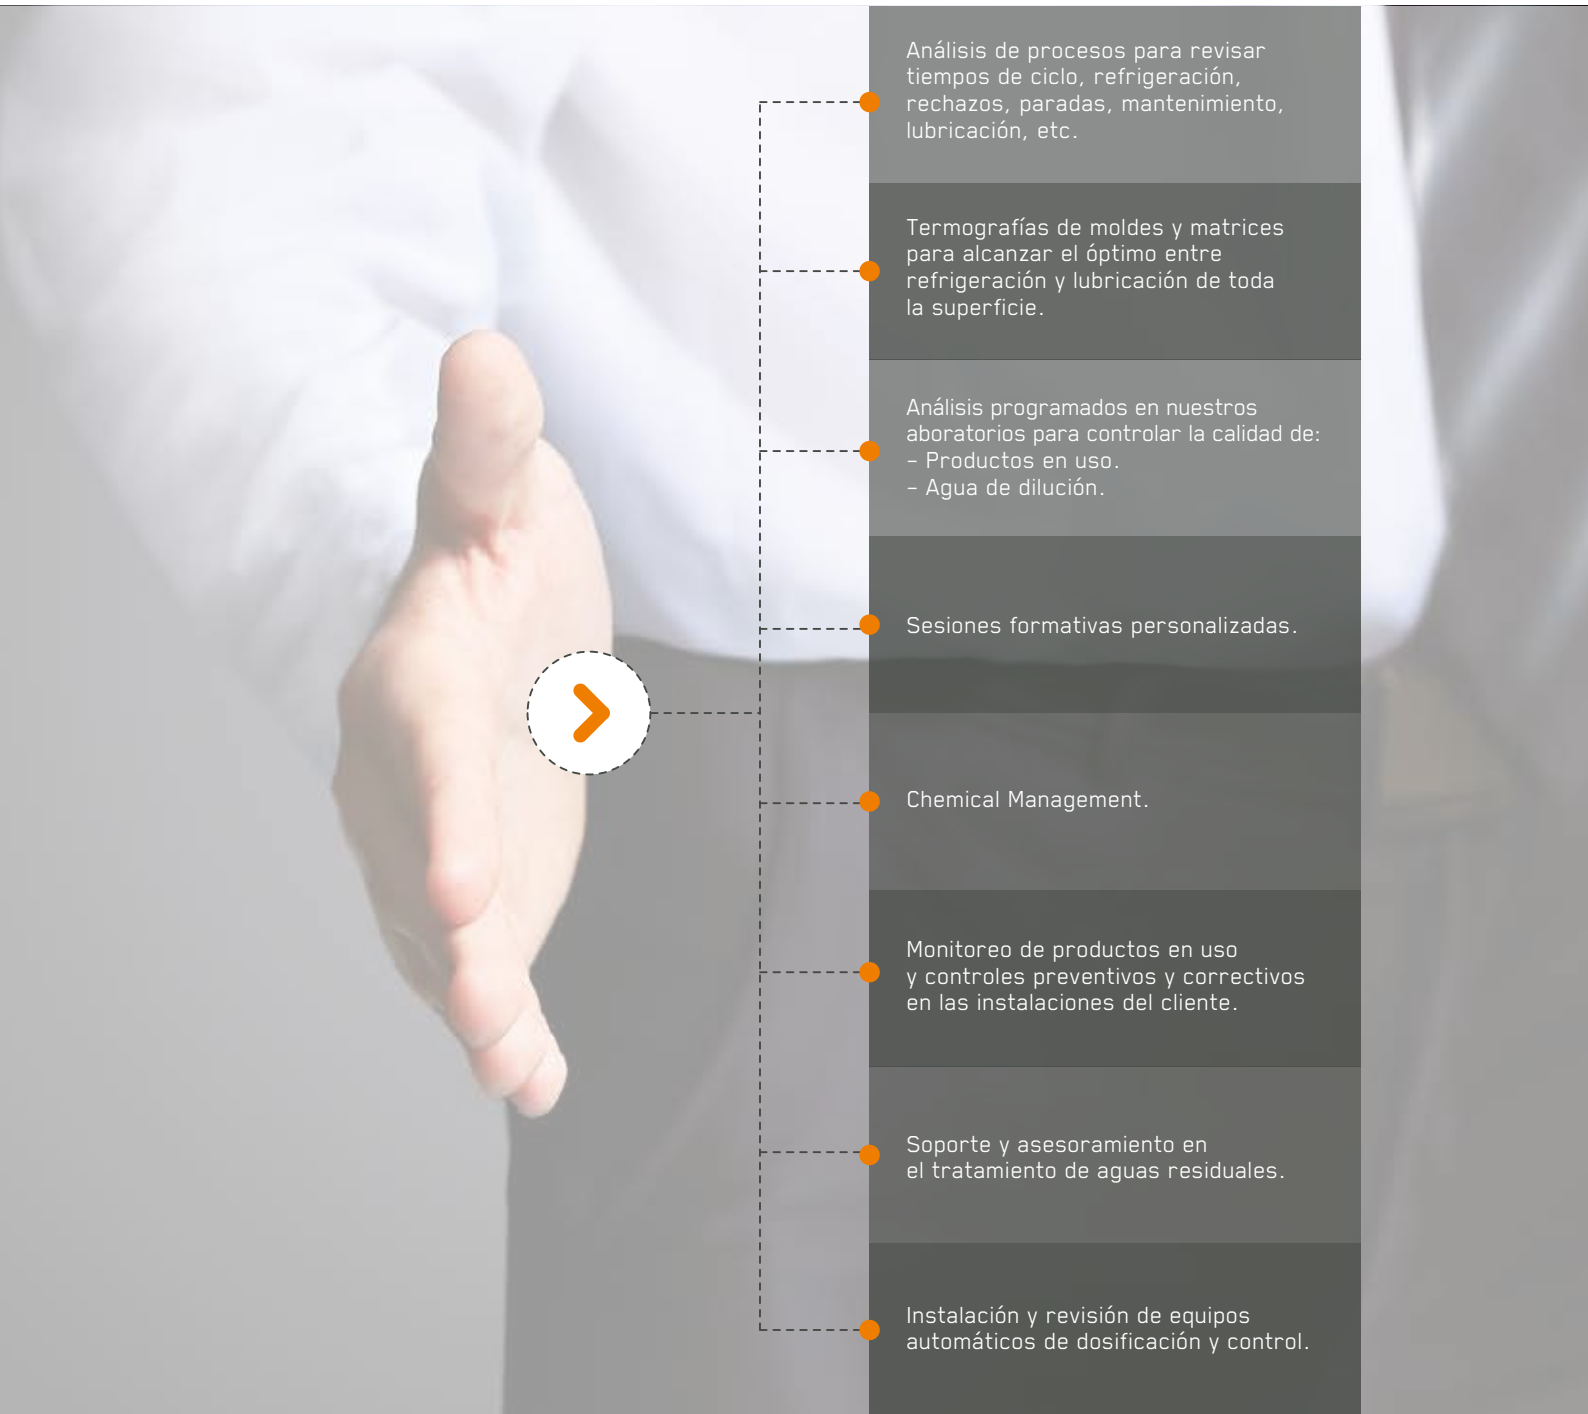 Análisis de procesos para revisar
tiempos de ciclo, refrigeración,
rechazos, paradas, mantenimiento,
lubricación, etc.
Termografías de moldes y matrices
para alcanzar el óptimo entre
refrigeración y lubricación de toda
la superficie.
Análisis programados en nuestros
aboratorios para controlar la calidad de:
- Productos en uso.
- Agua de dilución.
Sesiones formativas personalizadas.
Chemical Management.
Monitoreo de productos en uso
y controles preventivos y correctivos
en las instalaciones del cliente.
Soporte y asesoramiento en
el tratamiento de aguas residuales.
Instalación y revisión de equipos
automáticos de dosificación y control.